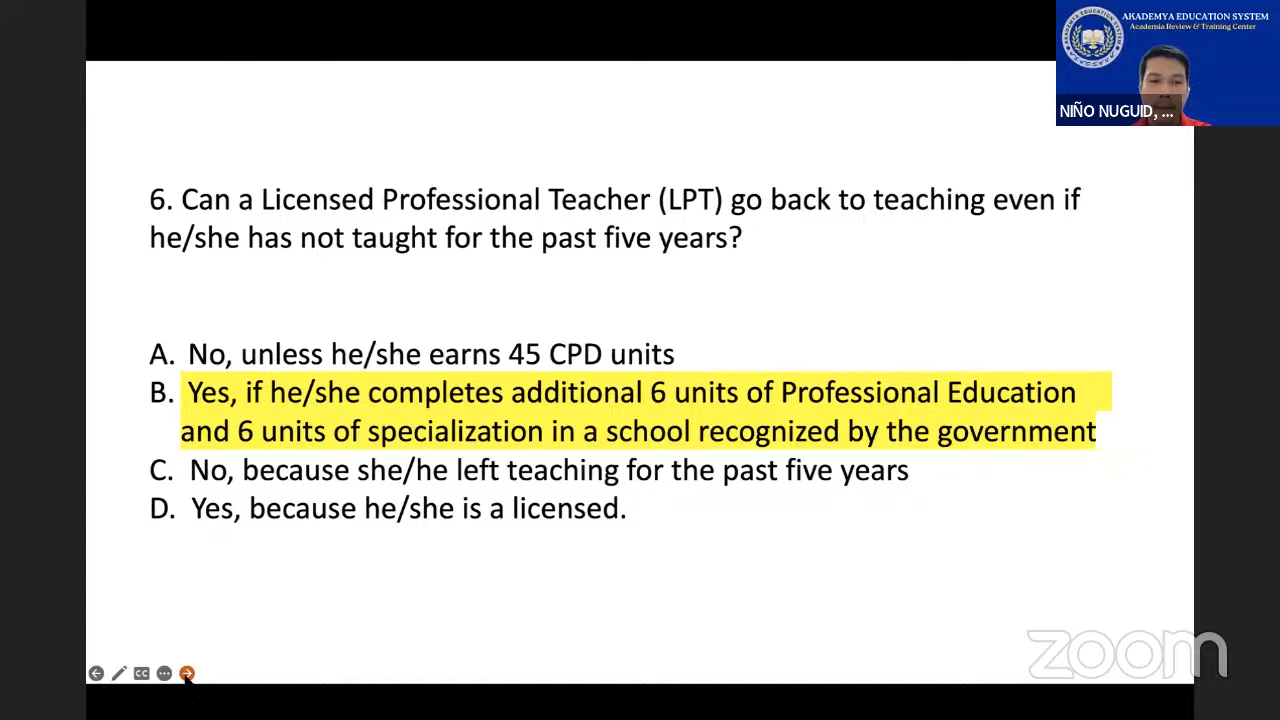 AKADEMYA EDUCATION SYSTEM
Academia Review & Training Center
NIÑO NUGUID, ...
6. Can a Licensed Professional Teacher (LPT) go back to teaching even if
he/she has not taught for the past five years?
A. No, unless he/she earns 45 CPD units
B. Yes, if he/she completes additional 6 units of Professional Education
and 6 units of specialization in a school recognized by the government
C. No, because she/he left teaching for the past five years
D. Yes, because he/she is a licensed.
CC
zoom